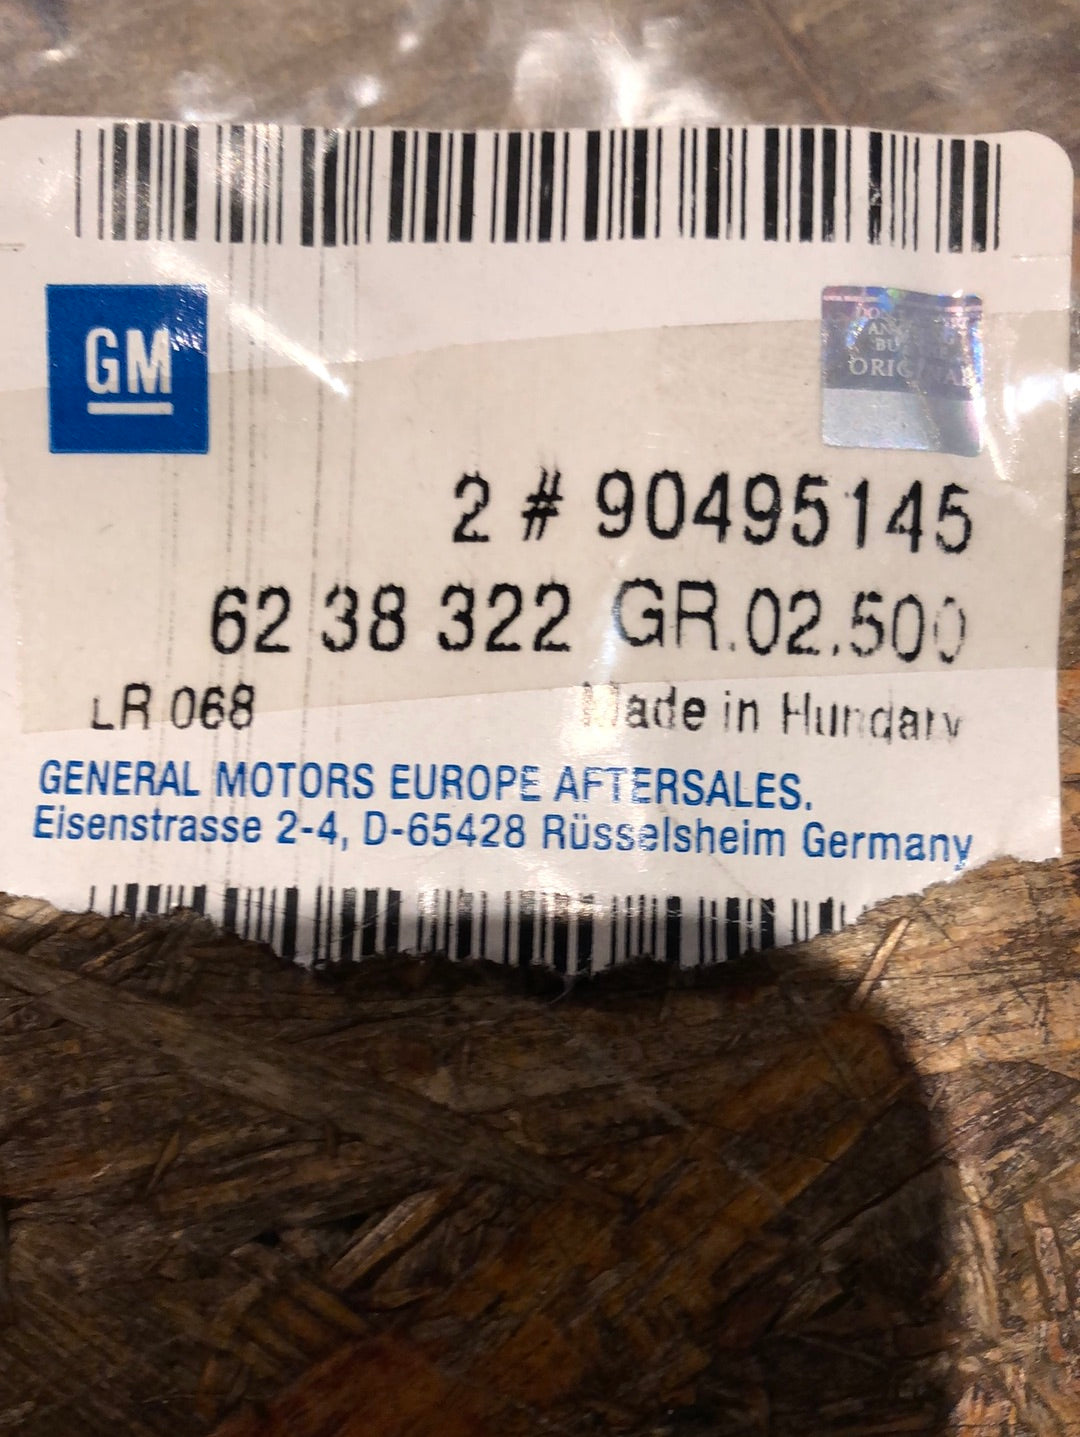 GM
ORIGINAL
2 # 90495145
62 38 322 GR.02.500
LR 068 Made in Hungary
GENERAL MOTORS EUROPE AFTERSALES.
Eisenstrasse 2-4, D-65428 Rüsselsheim Germany